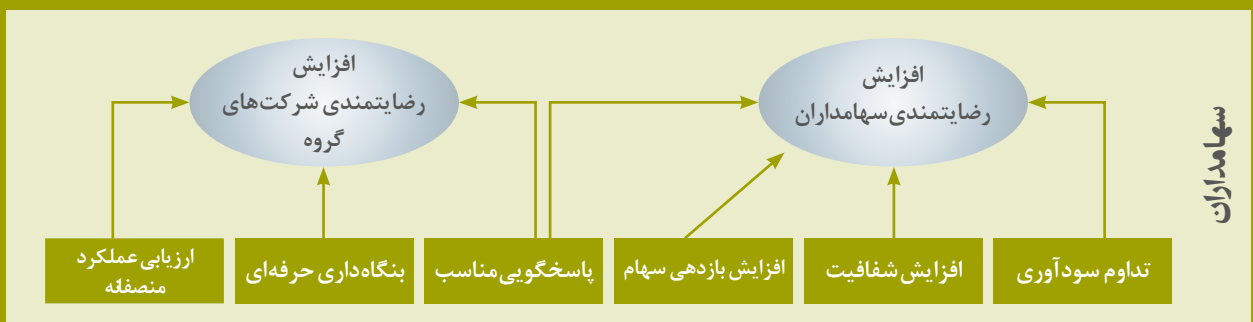 سهامداران
افزایش
رضایتمندی سهامداران
افزایش
رضایتمندی شرکت‌های
گروه
تداوم سودآوری
افزایش شفافیت
افزایش بازدهی سهام
پاسخگویی مناسب
بنگاه‌داری حرفه‌ای
ارزیابی عملکرد
منصفانه